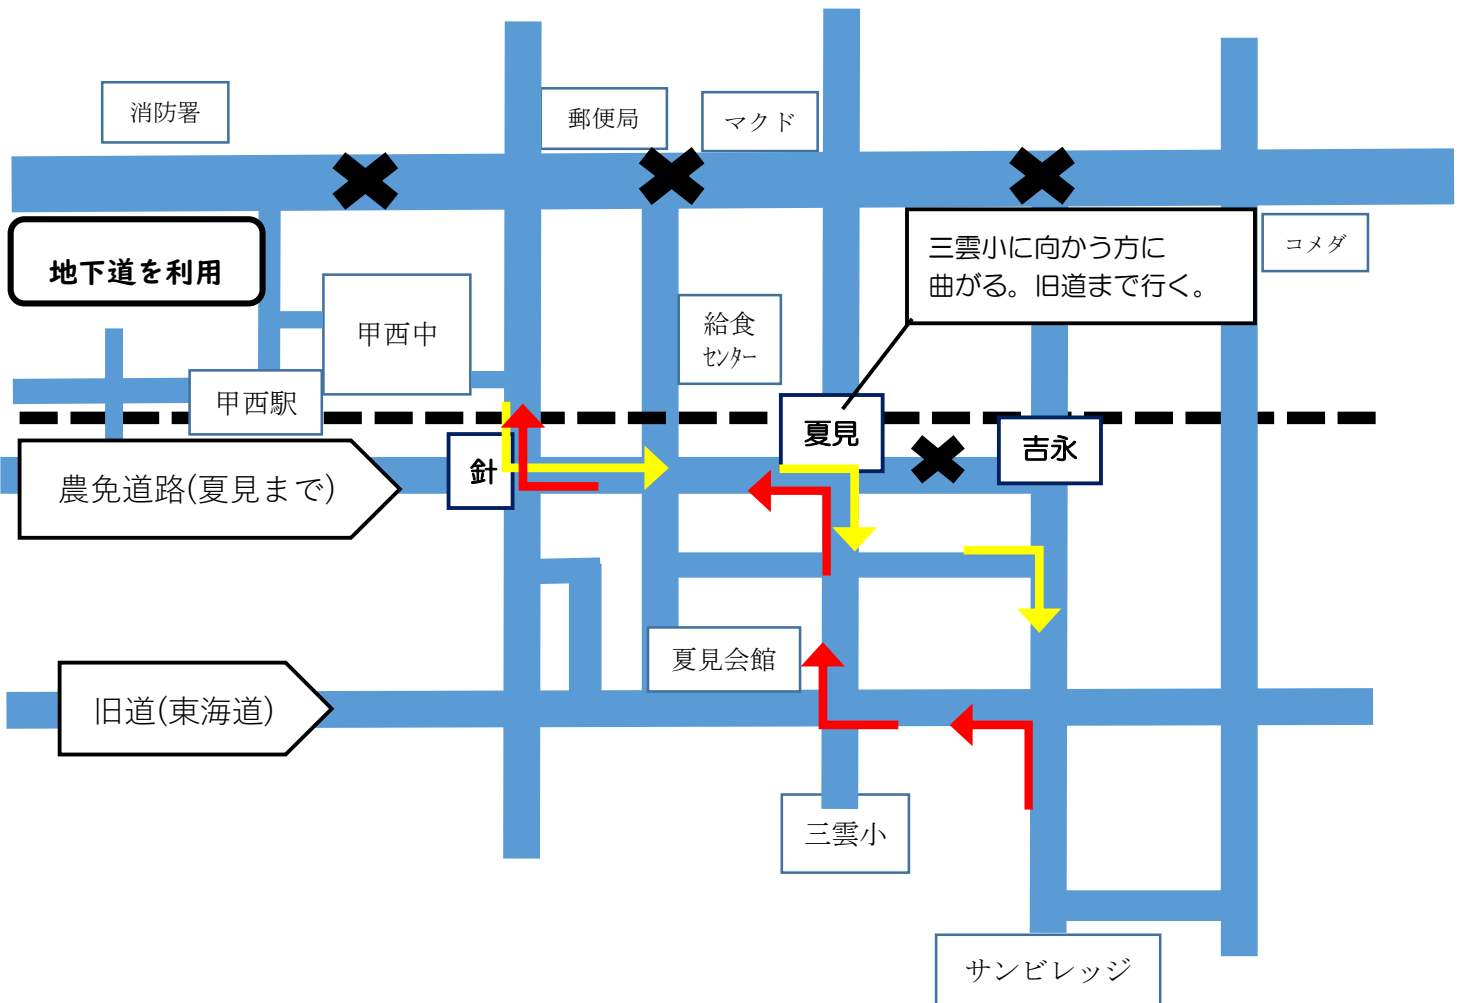 消防署
郵便局
マクド
地下道を利用
三雲小に向かう方に
曲がる。旧道まで行く。
コメダ
甲西中
給食
センター
甲西駅
夏見
吉永
針
農免道路(夏見まで)
夏見会館
旧道(東海道)
三雲小
サンビレッジ